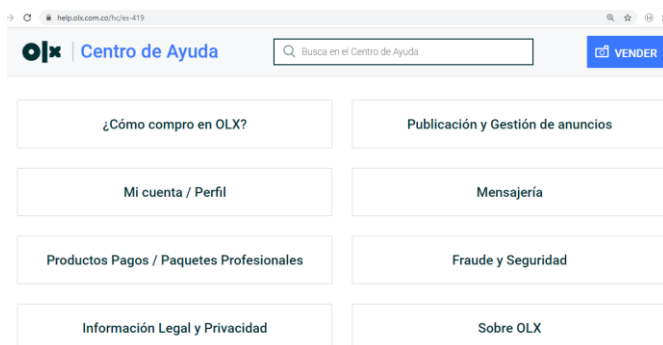 help.olx.com.co/hc/es-419
olx Centro de Ayuda
Busca en el Centro de Ayuda
VENDER
¿Cómo compro en OLX?
Publicación y Gestión de anuncios
Mi cuenta / Perfil
Mensajería
Productos Pagos / Paquetes Profesionales
Fraude y Seguridad
Información Legal y Privacidad
Sobre OLX